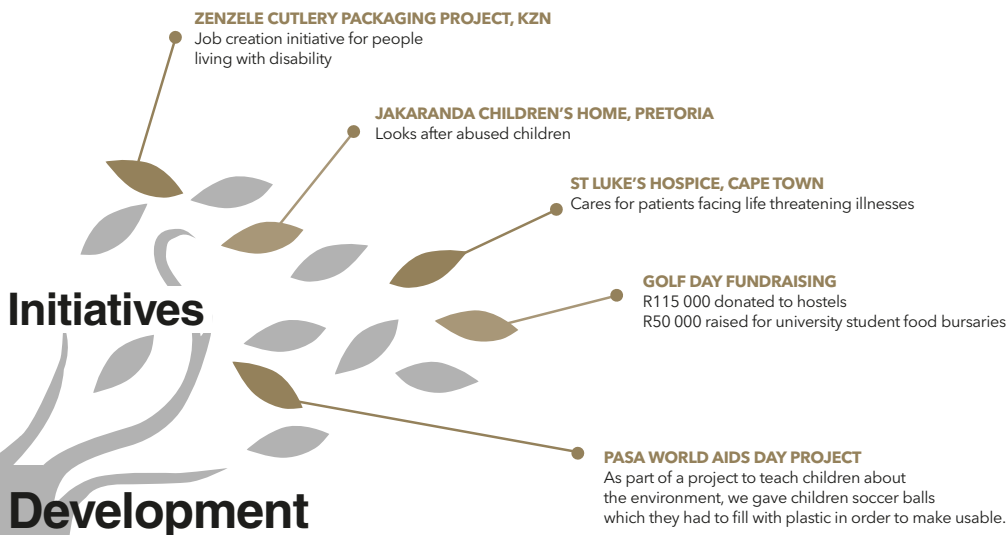 ZENZELE CUTLERY PACKAGING PROJECT, KZN
Job creation initiative for people
living with disability
JAKARANDA CHILDREN'S HOME, PRETORIA
Looks after abused children
ST LUKE'S HOSPICE, CAPE TOWN
Cares for patients facing life threatening illnesses
GOLF DAY FUNDRAISING
R115 000 donated to hostels
R50 000 raised for university student food bursaries
Initiatives
PASA WORLD AIDS DAY PROJECT
As part of a project to teach children about
the environment, we gave children soccer balls
which they had to fill with plastic in order to make usable.
Development